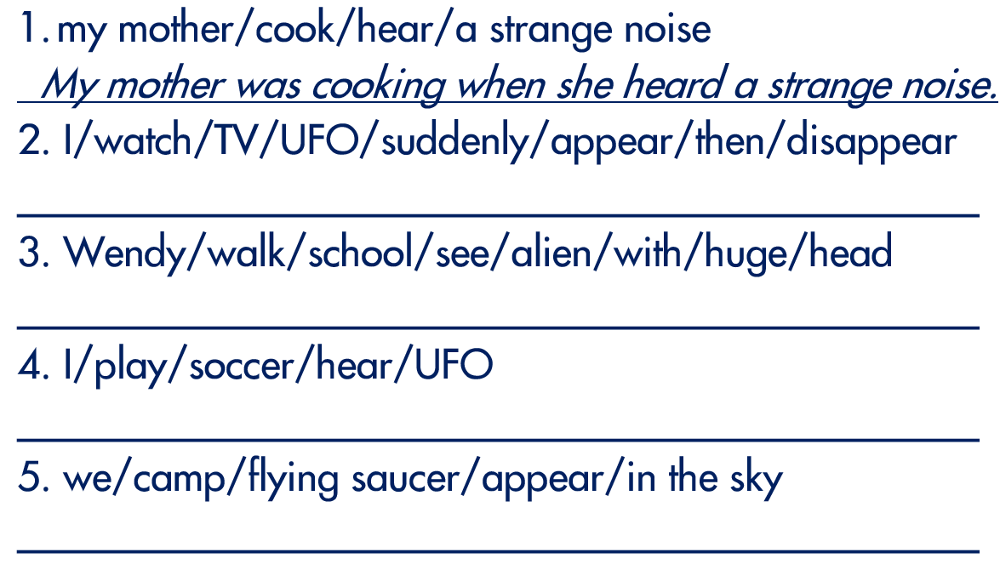 1. my mother/cook/hear/a strange noise
My mother was cooking when she heard a strange noise.
2. I/watch/TV/UFO/suddenly/appear/then/disappear
3. Wendy/walk/school/see/alien/with/huge/head
4. I/play/soccer/hear/UFO
5. we/camp/flying saucer/appear/in the sky